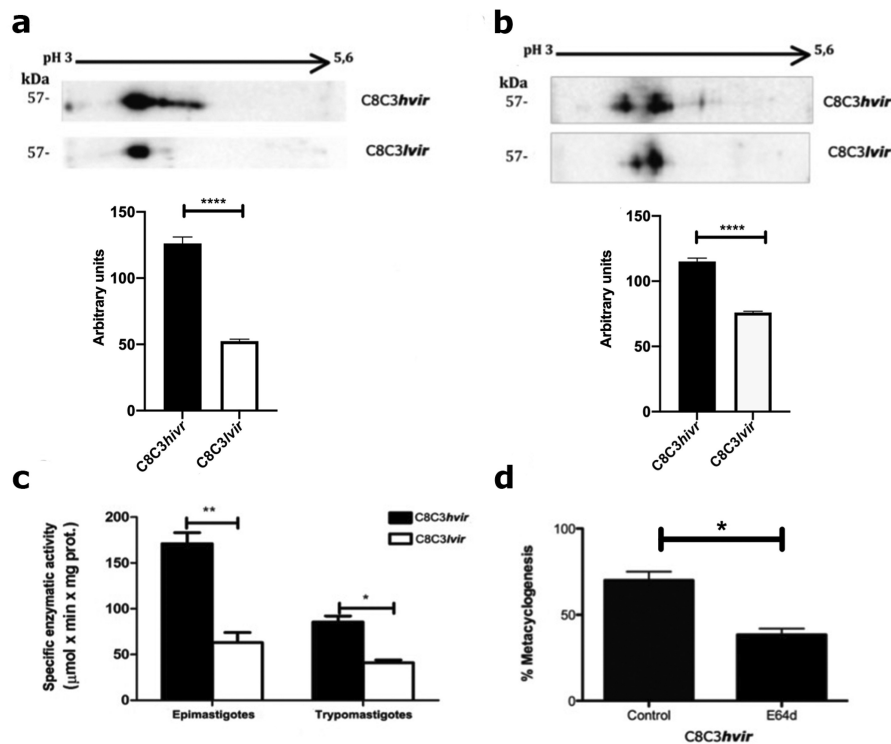 a
pH 3
5,6
kDa
57-
C8C3hvir
57-
C8C3lvir
150
100
50
0
Arbitrary units
****
C8C3hivr
C8C3lvir
b
pH 3
5,6
kDa
57-
C8C3hvir
57-
C8C3lvir
150
100
50
0
Arbitrary units
****
C8C3hivr
C8C3lvir
c
200
150
100
50
0
Specific enzymatic activity
(μmol x min x mg prot.)
**
*
C8C3hvir
C8C3lvir
Epimastigotes
Trypomastigotes
d
100
50
0
% Metacyclogenesis
*
Control
E64d
C8C3hvir